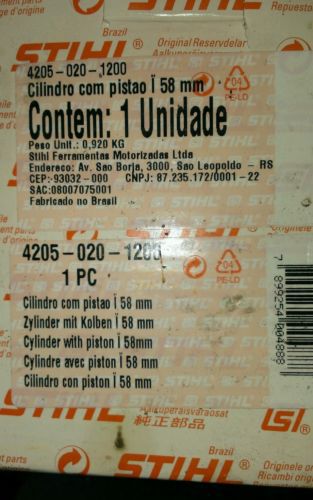 Brazil
Original Reservedelar
STIHL
4205-020-1200
Cilindro com pistao Ï 58 mm
Contem: 1 Unidade
Peso Unit.: 0,920 KG
Stihl Ferramentas Motorizadas Ltda
Endereco: Av. Sao Borja, 3000, Sao Leopoldo - RS
CEP: 93032-000 CNPJ: 87.235.172/0001-22
SAC:08007075001
Fabricado no Brasil
04
PE-LD
4205-020-1200
1 PC
04
PE-LD
Cilindro com pistao Ï 58 mm
Zylinder mit Kolben Ï 58 mm
Cylinder with piston Ï 58mm
Cylindre avec piston Ï 58 mm
Cilindro con piston Ï 58 mm
7 899254 004888
純正部品
Brazil
STIHL